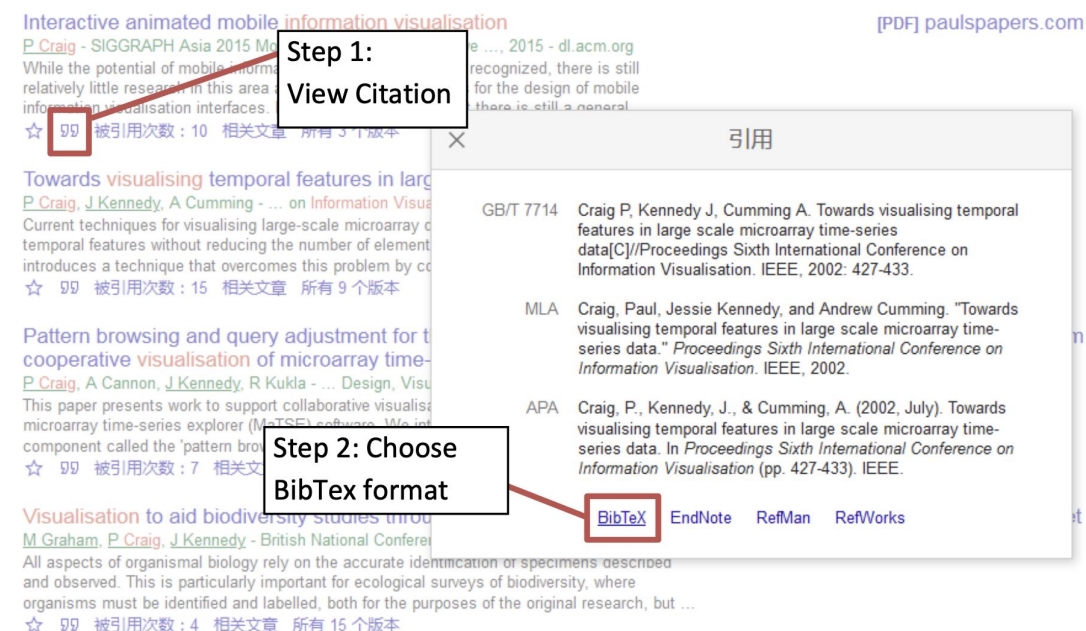 Interactive animated mobile information visualisation
[PDF] paulspapers.com
P Craig - SIGGRAPH Asia 2015 Mo e …, 2015 - dl.acm.org
While the potential of mobile informa recognized, there is still
relatively little research in this area for the design of mobile
information visualisation interfaces. there is still a general
被引用次数：10 相关文章 所有 3 个版本
Step 1:
View Citation
Towards visualising temporal features in larg
P Craig, J Kennedy, A Cumming - … on Information Visua
Current techniques for visualising large-scale microarray c
temporal features without reducing the number of element
introduces a technique that overcomes this problem by co
被引用次数：15 相关文章 所有 9 个版本
Pattern browsing and query adjustment for t
cooperative visualisation of microarray time-
P Craig, A Cannon, J Kennedy, R Kukla - … Design, Visu
This paper presents work to support collaborative visualisa
microarray time-series explorer (MaTSE) software. We int
component called the 'pattern brow
被引用次数：7 相关文
Step 2: Choose
BibTex format
Visualisation to aid biodiversity studies throu
M Graham, P Craig, J Kennedy - British National Conferen
All aspects of organismal biology rely on the accurate identification of specimens described
and observed. This is particularly important for ecological surveys of biodiversity, where
organisms must be identified and labelled, both for the purposes of the original research, but …
被引用次数：4 相关文章 所有 15 个版本
引用
GB/T 7714
Craig P, Kennedy J, Cumming A. Towards visualising temporal
features in large scale microarray time-series
data[C]//Proceedings Sixth International Conference on
Information Visualisation. IEEE, 2002: 427-433.
MLA
Craig, Paul, Jessie Kennedy, and Andrew Cumming. "Towards
visualising temporal features in large scale microarray time-
series data." Proceedings Sixth International Conference on
Information Visualisation. IEEE, 2002.
APA
Craig, P., Kennedy, J., & Cumming, A. (2002, July). Towards
visualising temporal features in large scale microarray time-
series data. In Proceedings Sixth International Conference on
Information Visualisation (pp. 427-433). IEEE.
BibTeX EndNote RefMan RefWorks